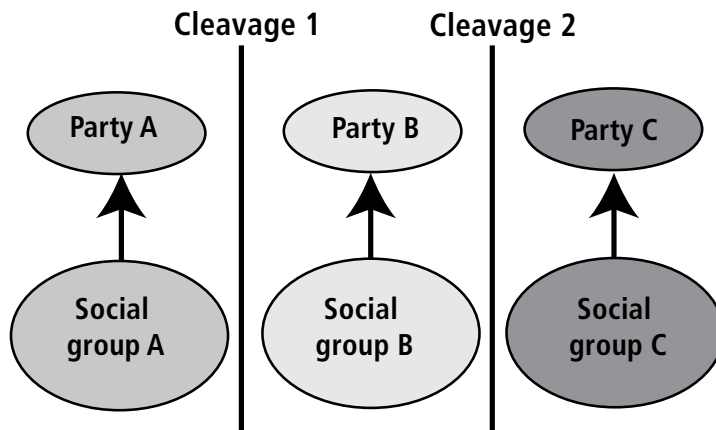 Cleavage 1
Cleavage 2
Party A
Party B
Party C
Social
group A
Social
group B
Social
group C